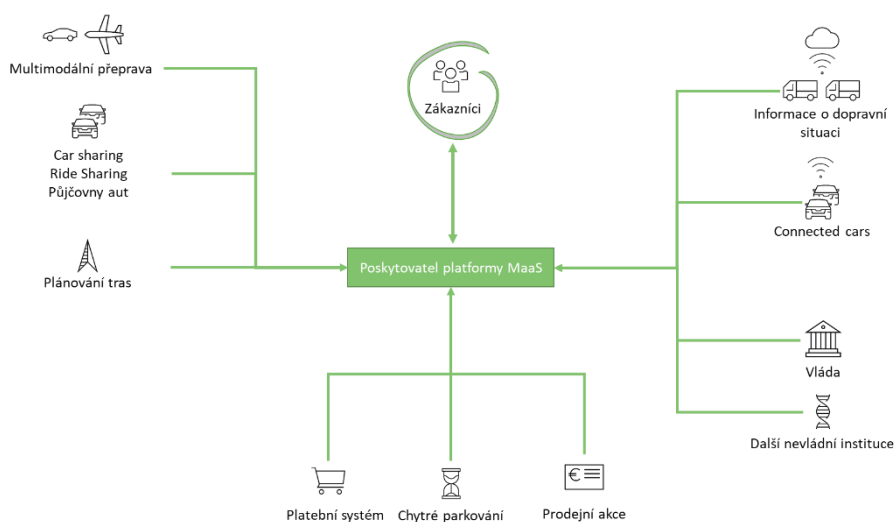 Multimodální přeprava
Car sharing
Ride Sharing
Půjčovny aut
Plánování tras
Zákazníci
Poskytovatel platformy MaaS
Informace o dopravní
situaci
Connected cars
Vláda
Další nevládní instituce
Platební systém
Chytré parkování
Prodejní akce